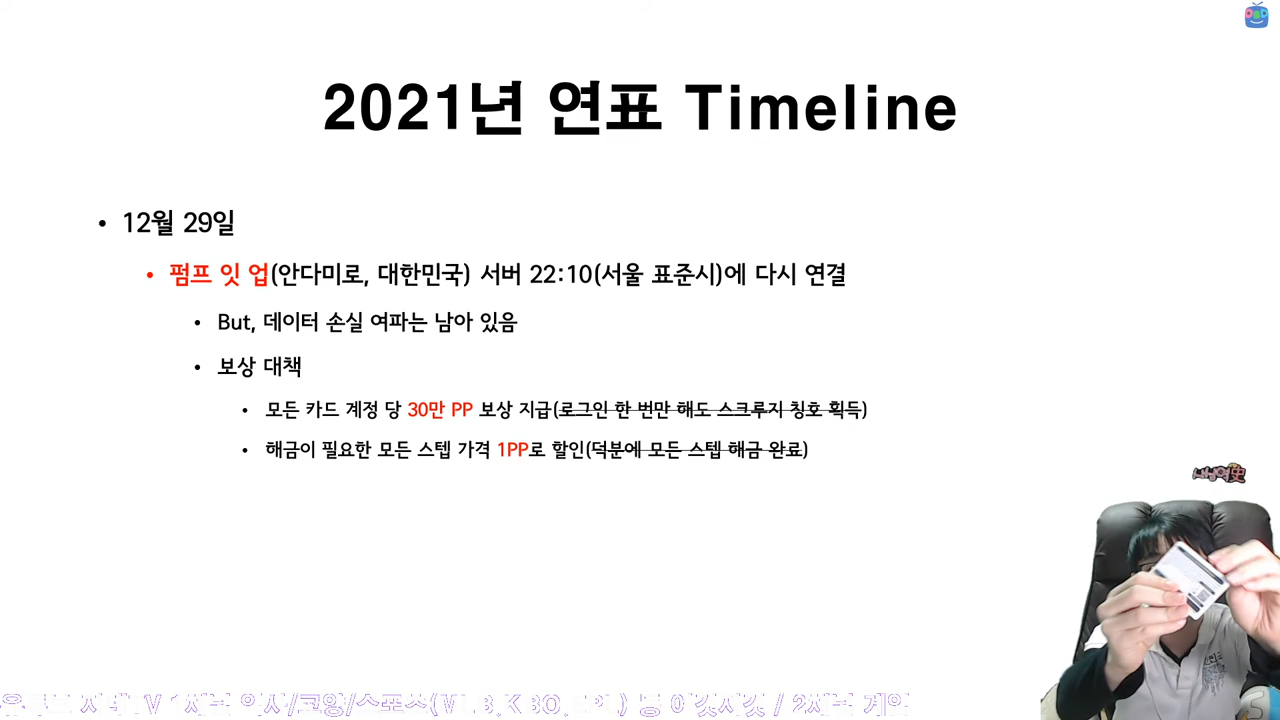 2021년 연표 Timeline
• 12월 29일
• 펌프 잇 업(안다미로, 대한민국) 서버 22:10(서울 표준시)에 다시 연결
• But, 데이터 손실 여파는 남아 있음
• 보상 대책
• 모든 카드 계정 당 30만 PP 보상 지급(로그인 한 번만 해도 스크루지 칭호 획득)
• 해금이 필요한 모든 스텝 가격 1PP로 할인(덕분에 모든 스텝 해금 완료)